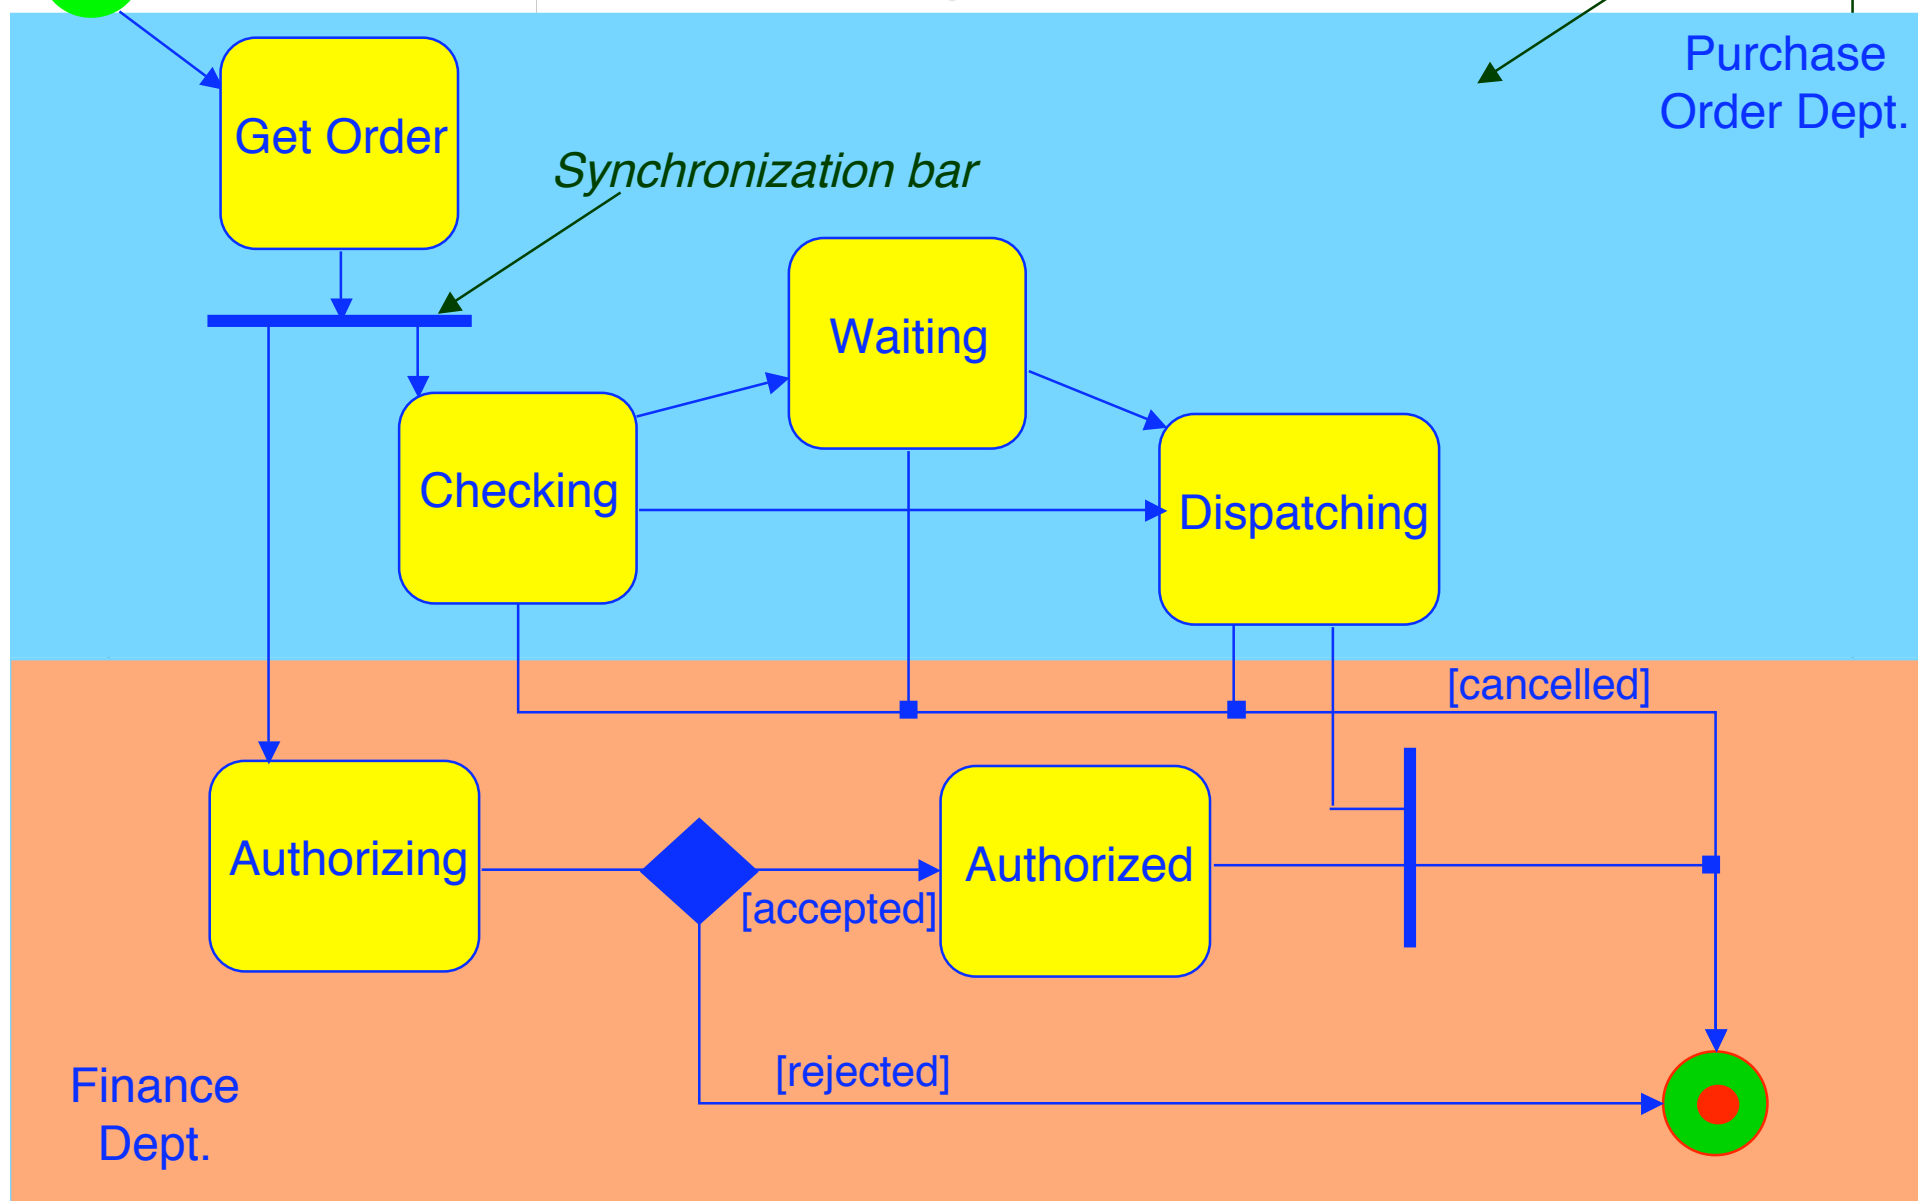 Purchase
Order Dept.
Get Order
Synchronization bar
Waiting
Checking
Dispatching
[cancelled]
Authorizing
Authorized
[accepted]
[rejected]
Finance
Dept.